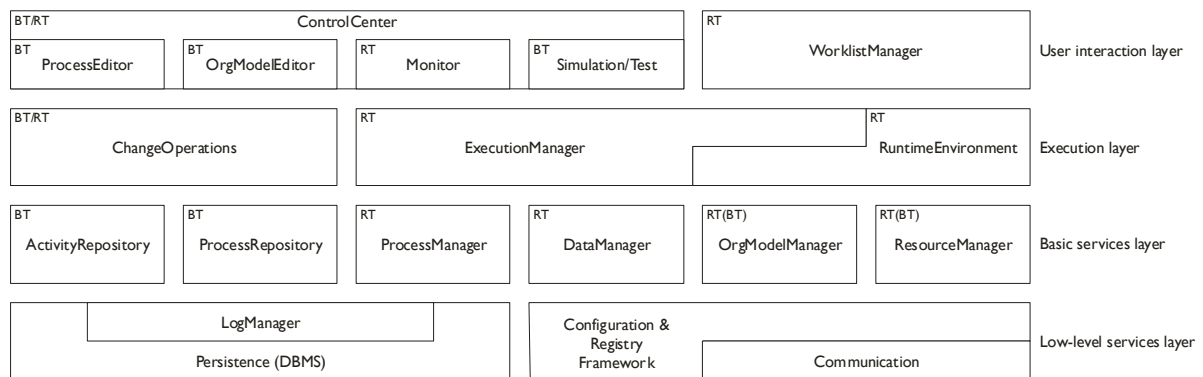 BT/RT
ControlCenter
BT
ProcessEditor
BT
OrgModelEditor
RT
Monitor
BT
Simulation/Test
RT
WorklistManager
User interaction layer
BT/RT
ChangeOperations
RT
ExecutionManager
RT
RuntimeEnvironment
Execution layer
BT
ActivityRepository
BT
ProcessRepository
RT
ProcessManager
RT
DataManager
RT(BT)
OrgModelManager
RT(BT)
ResourceManager
Basic services layer
LogManager
Persistence (DBMS)
Configuration &
Registry
Framework
Communication
Low-level services layer